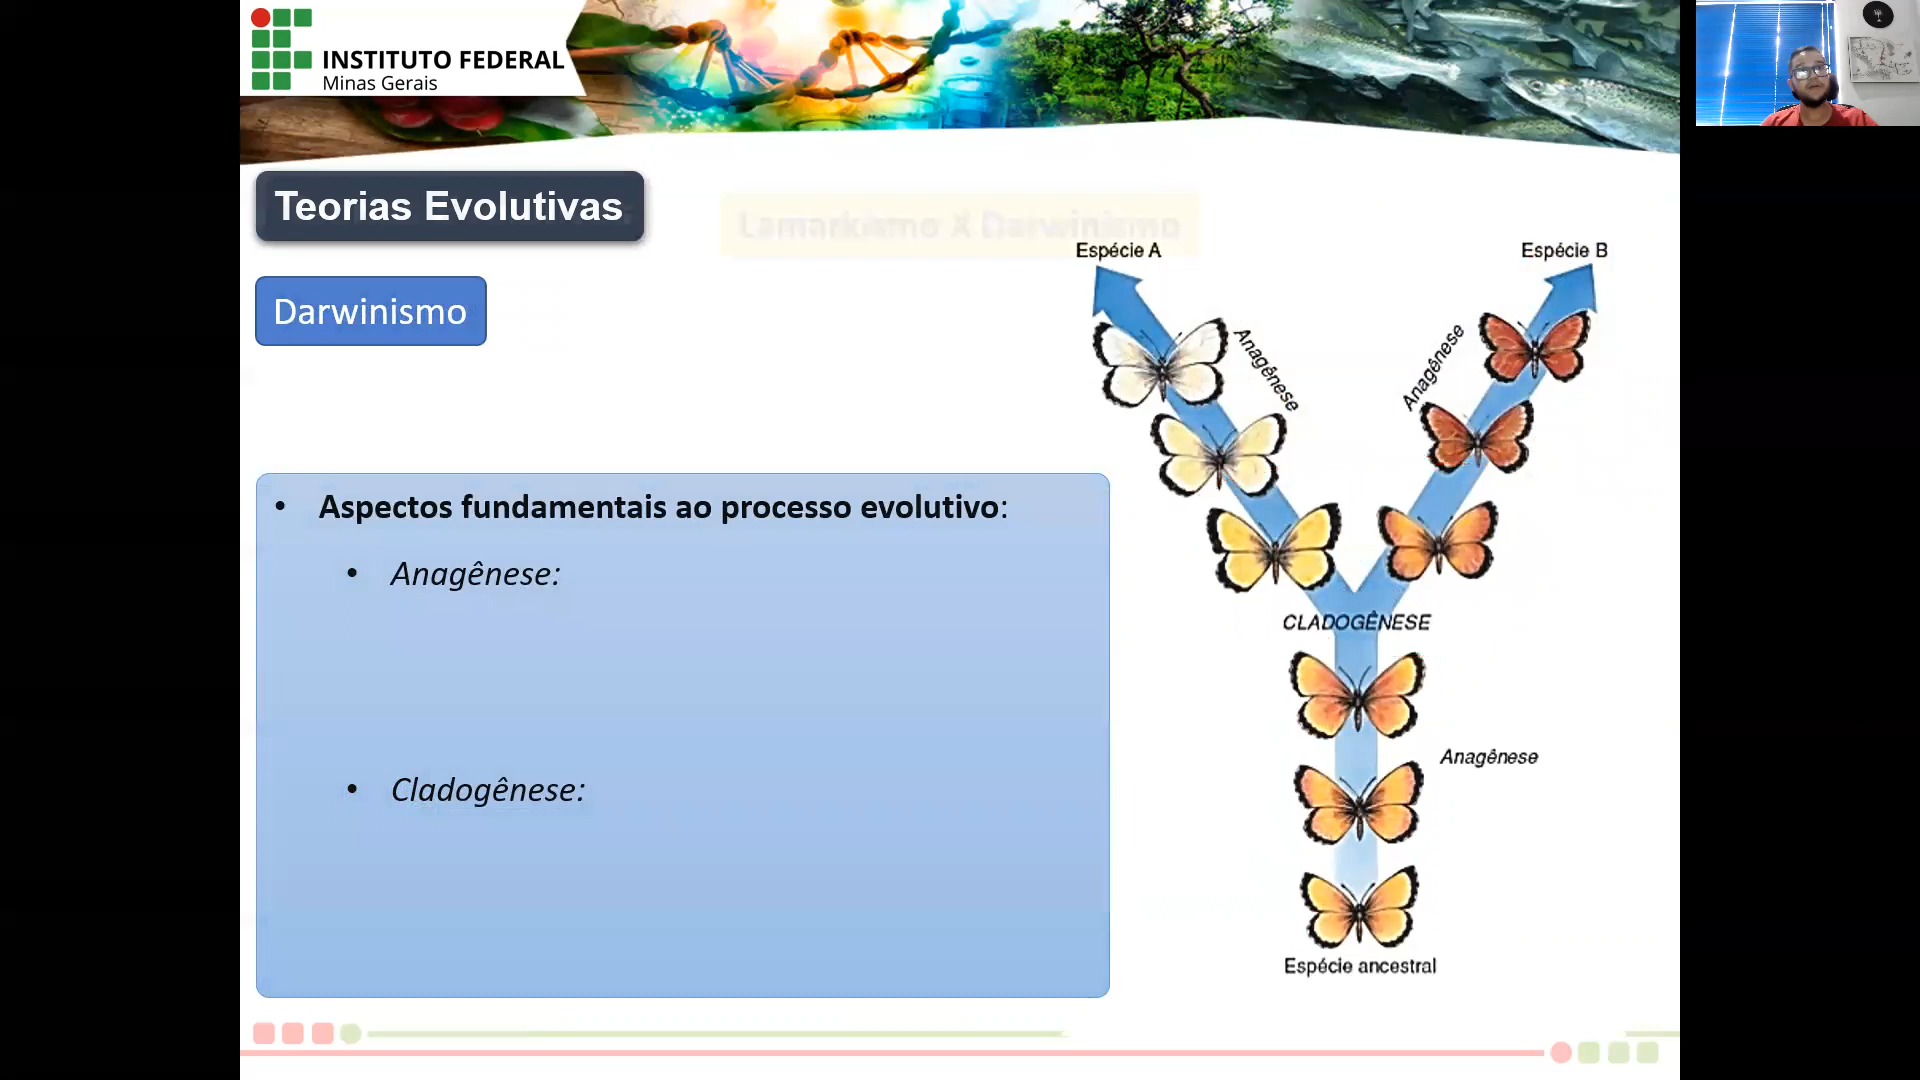 INSTITUTO FEDERAL
Minas Gerais
Teorias Evolutivas
Lamarkismo X Darwinismo
Darwinismo
• Aspectos fundamentais ao processo evolutivo:
• Anagênese:
• Cladogênese:
Espécie A
Espécie B
Anagênese
Anagênese
CLADOGÊNESE
Anagênese
Espécie ancestral